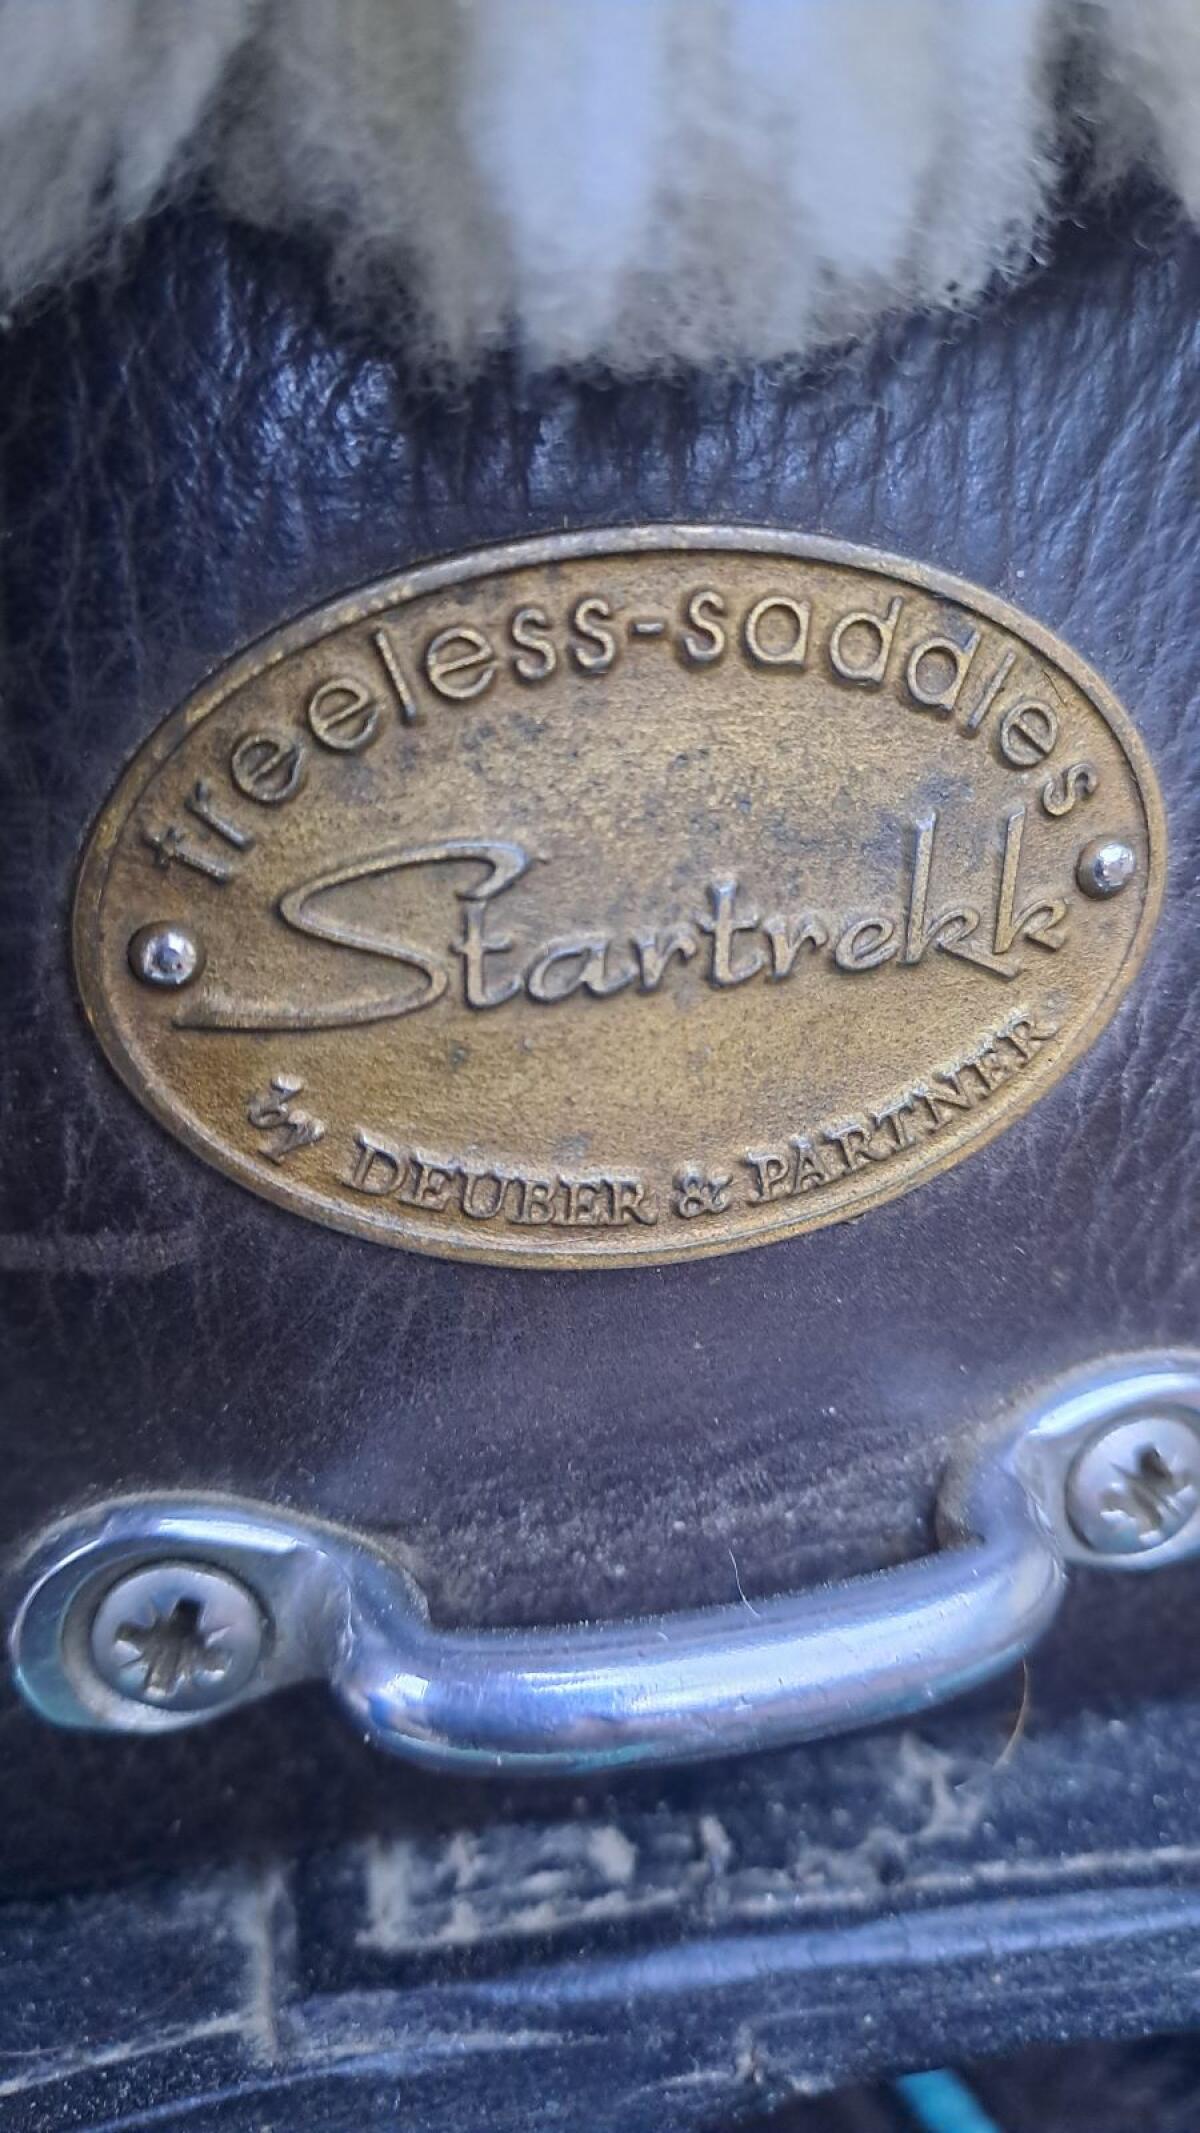 treeless-saddles
Startrekk
by DEUBER & PARTNER